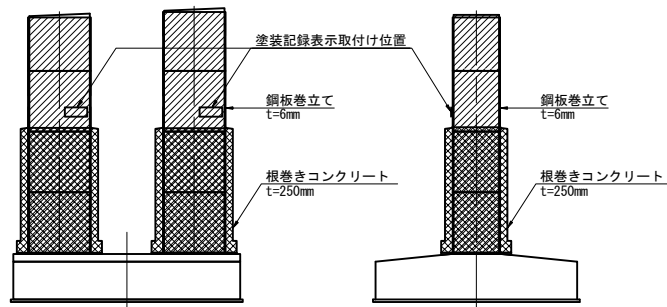 塗装記録表示取付け位置
鋼板巻立て
t=6mm
鋼板巻立て
t=6mm
根巻きコンクリート
t=250mm
根巻きコンクリート
t=250mm